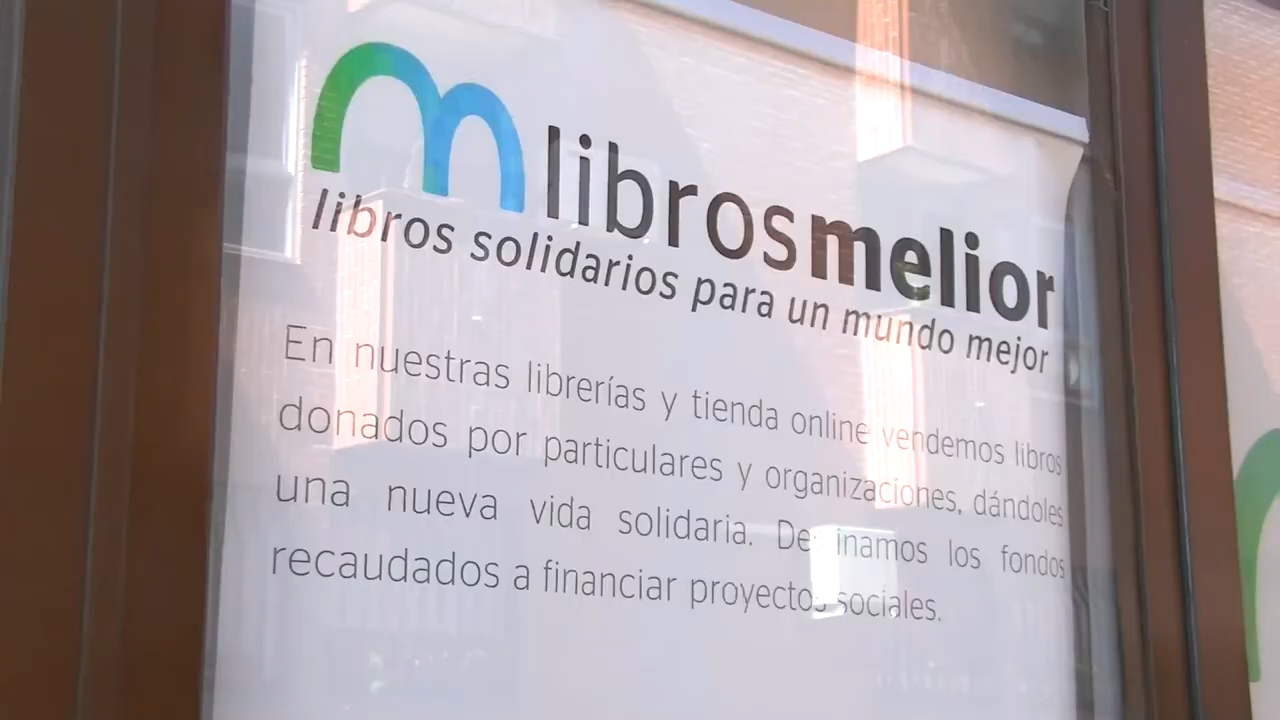 librosmelior
libros solidarios para un mundo mejor
En nuestras librerías y tienda online vendemos libros
donados por particulares y organizaciones, dándoles
una nueva vida solidaria. Destinamos los fondos
recaudados a financiar proyectos sociales.